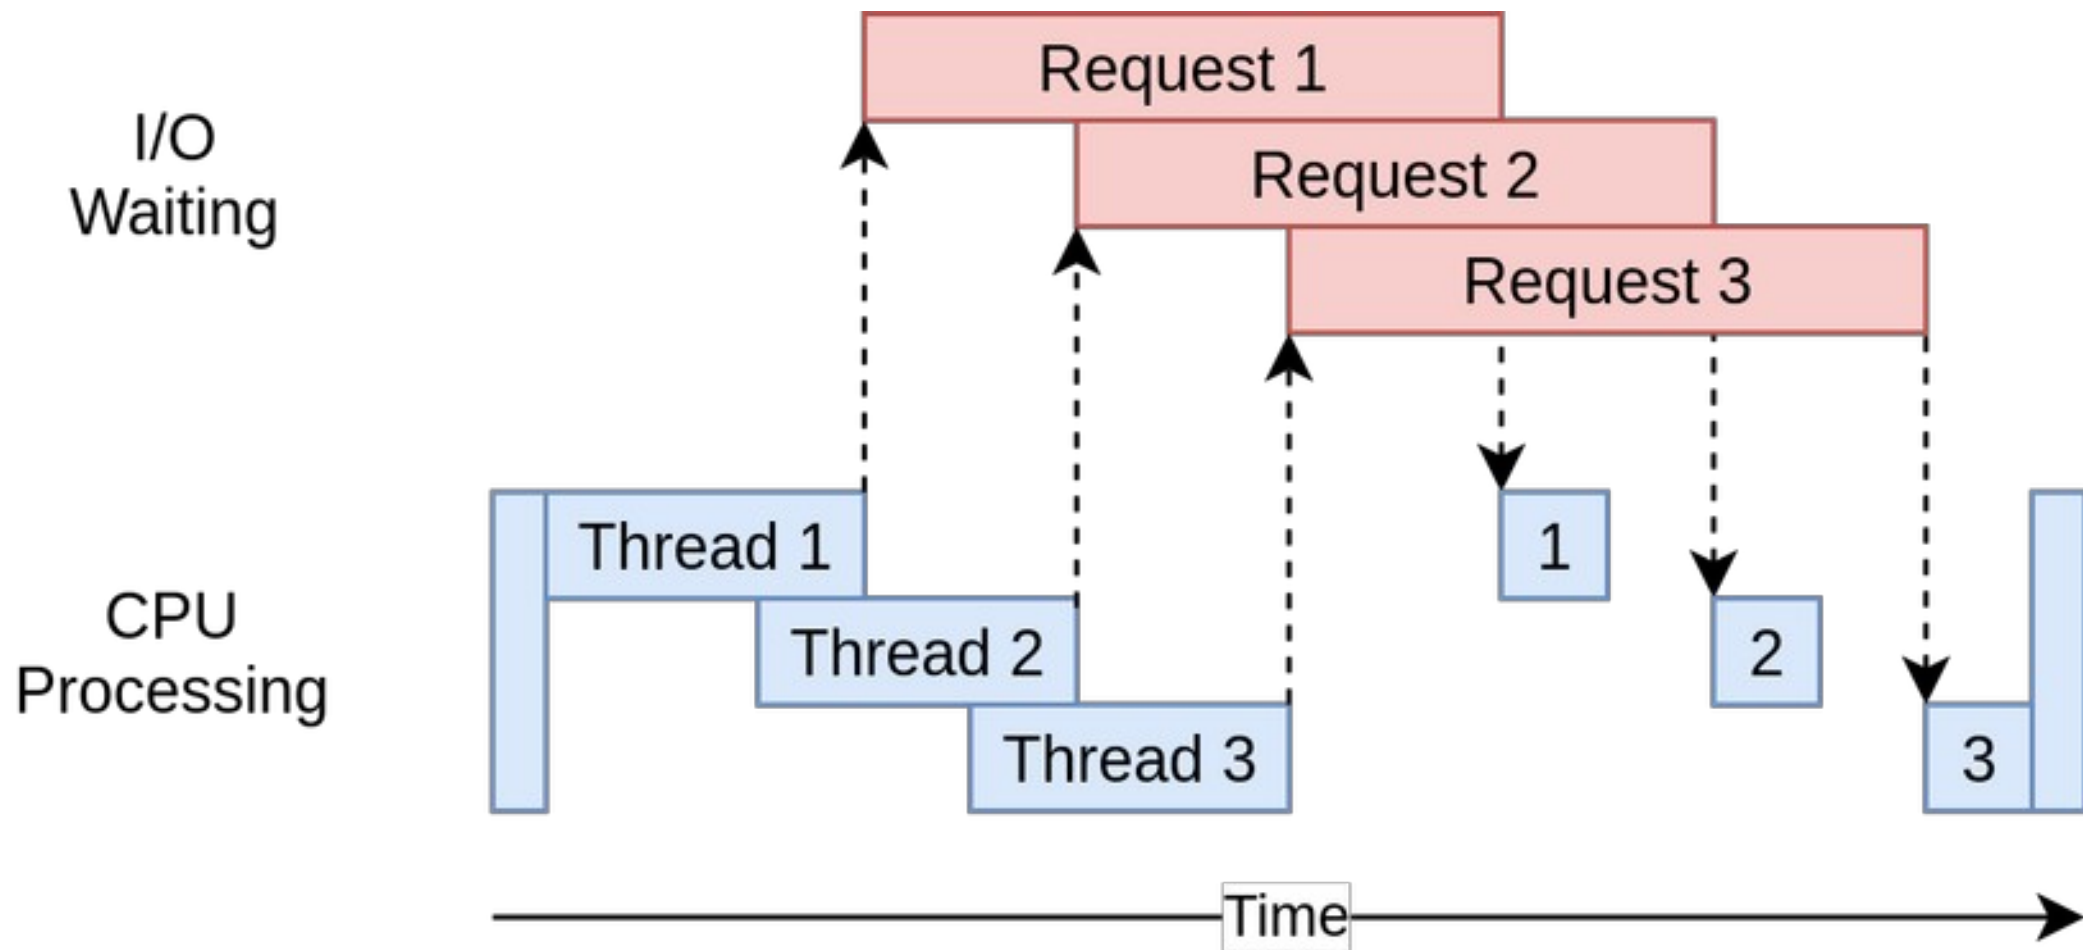 Request 1
I/O
Waiting
Request 2
Request 3
Thread 1
1
CPU
Processing
Thread 2
2
Thread 3
3
Time